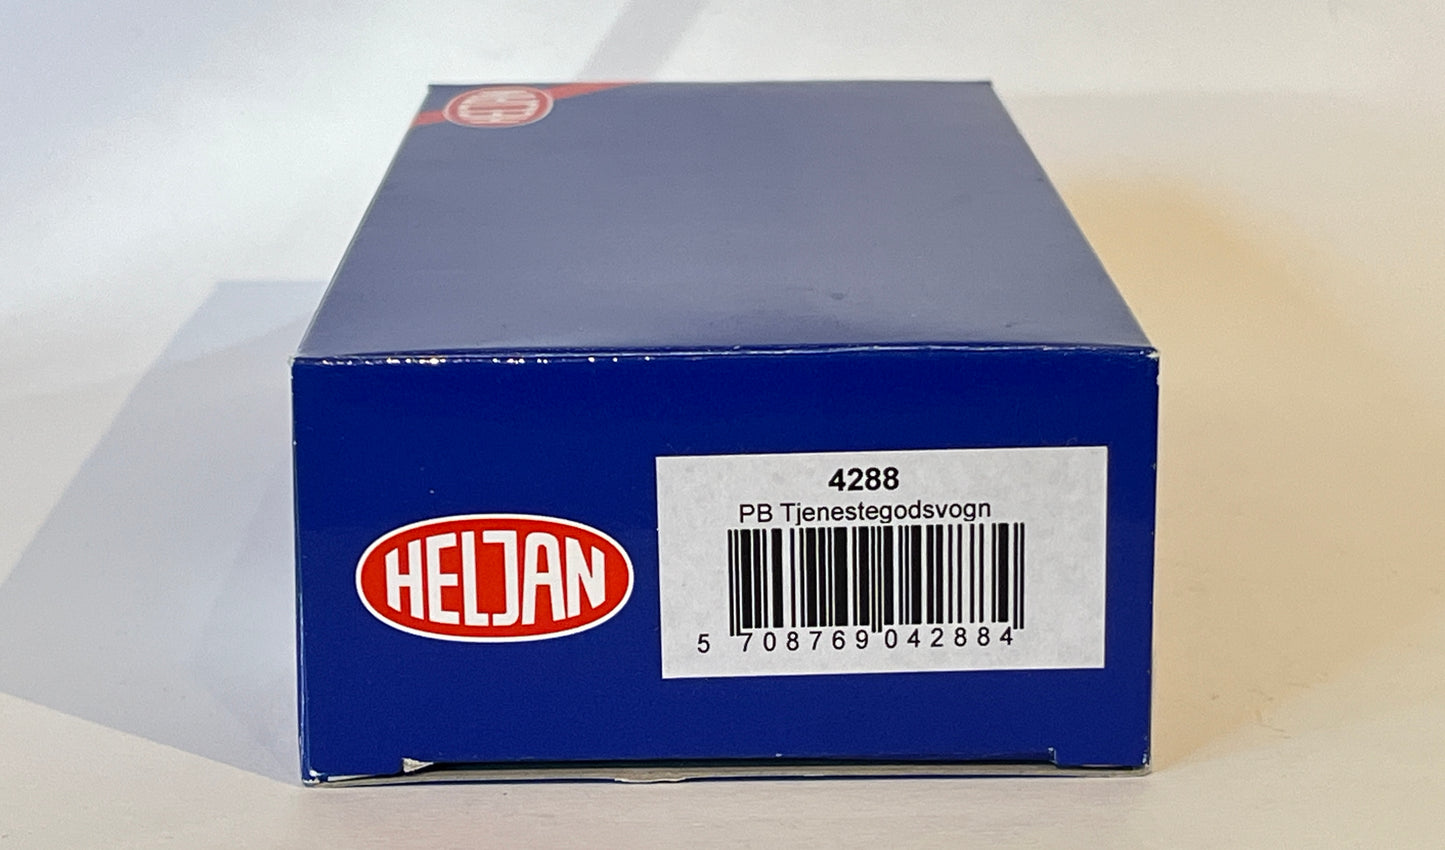 HELJAN
4288
PB Tjenestegodsvogn
HELJAN
5 708769 042884